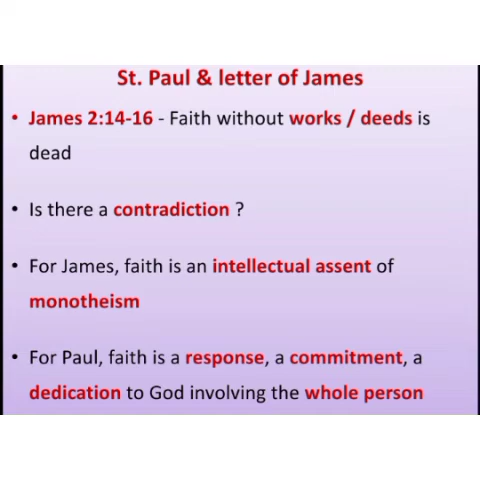 St. Paul & letter of James
• James 2:14-16 - Faith without works / deeds is
dead
• Is there a contradiction ?
• For James, faith is an intellectual assent of
monotheism
• For Paul, faith is a response, a commitment, a
dedication to God involving the whole person